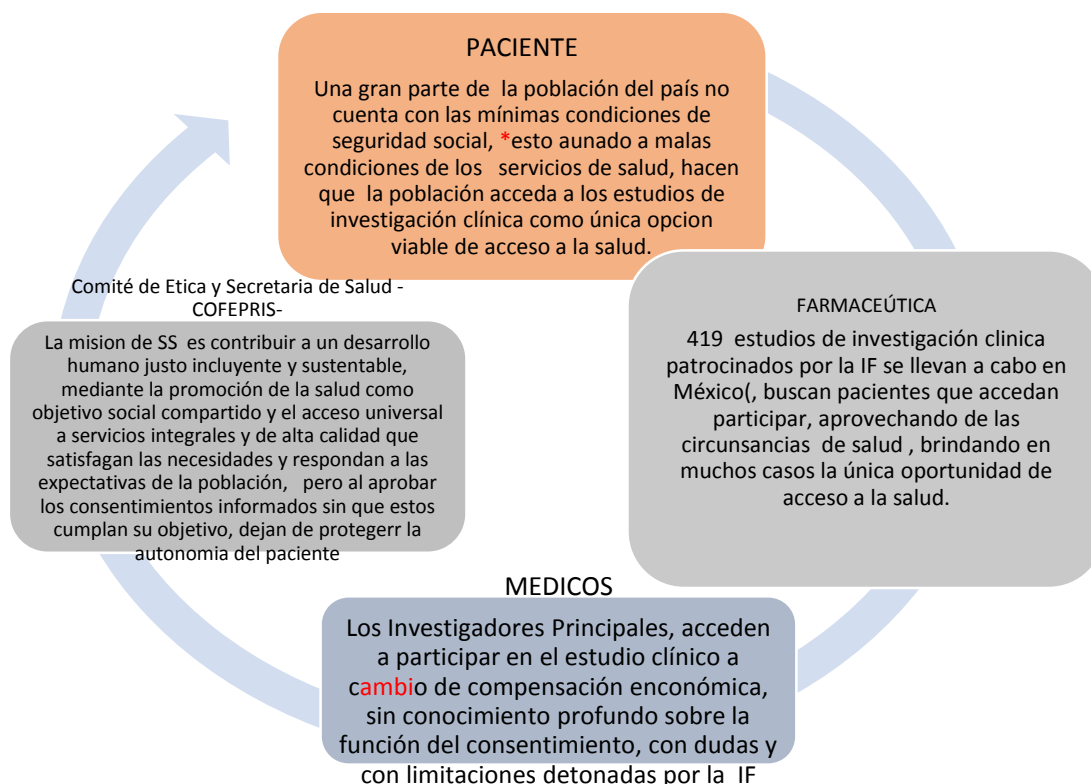 PACIENTE
Una gran parte de la población del país no
cuenta con las mínimas condiciones de
seguridad social, *esto aunado a malas
condiciones de los servicios de salud, hacen
que la población acceda a los estudios de
investigación clínica como única opcion
viable de acceso a la salud.
FARMACEÚTICA
419 estudios de investigación clinica
patrocinados por la IF se llevan a cabo en
México(, buscan pacientes que accedan
participar, aprovechando de las
circunsancias de salud , brindando en
muchos casos la única oportunidad de
acceso a la salud.
MEDICOS
Los Investigadores Principales, acceden
a participar en el estudio clínico a
cambio de compensación enconómica,
sin conocimiento profundo sobre la
función del consentimiento, con dudas y
con limitaciones detonadas por la IF
Comité de Etica y Secretaria de Salud -
COFEPRIS-
La mision de SS es contribuir a un desarrollo
humano justo incluyente y sustentable,
mediante la promoción de la salud como
objetivo social compartido y el acceso universal
a servicios integrales y de alta calidad que
satisfagan las necesidades y respondan a las
expectativas de la población, pero al aprobar
los consentimientos informados sin que estos
cumplan su objetivo, dejan de protegerr la
autonomia del paciente